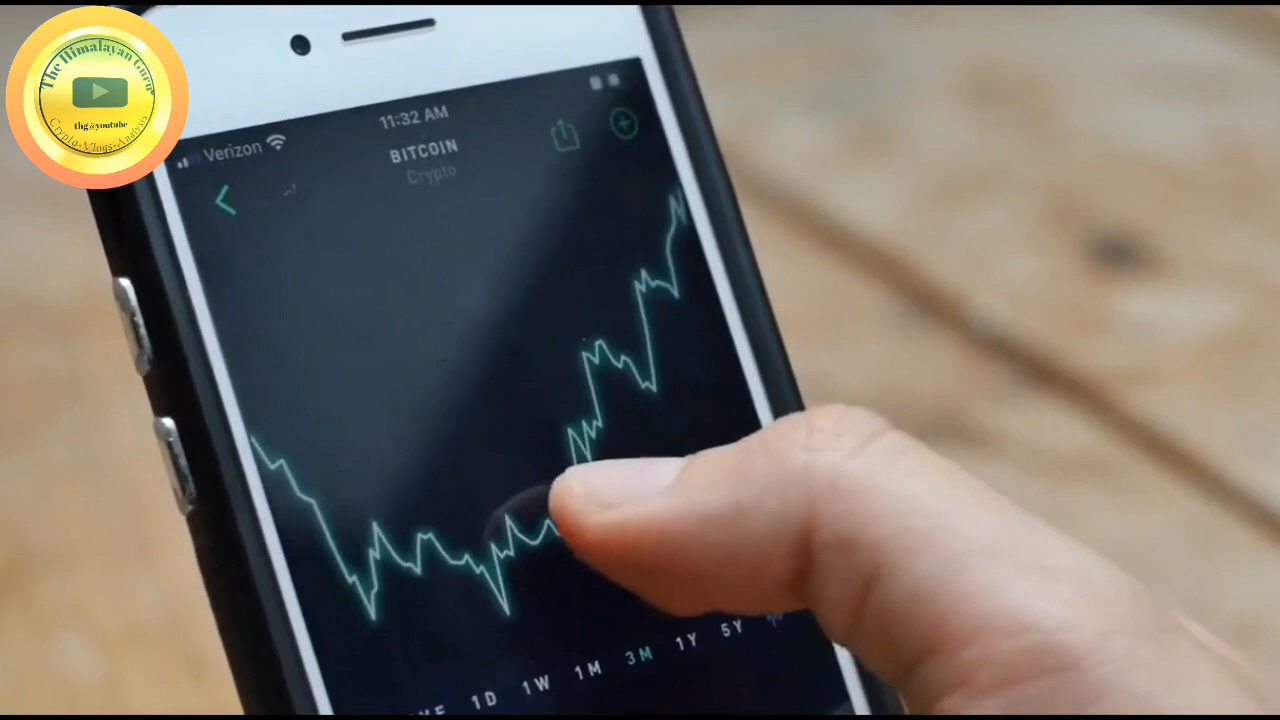 The Himalayan Guru
thg@youtube
Crypto-Vlogs-Analysis
11:32 AM
Verizon
BITCOIN
Crypto
1D 1W 1M 3M 1Y 5Y